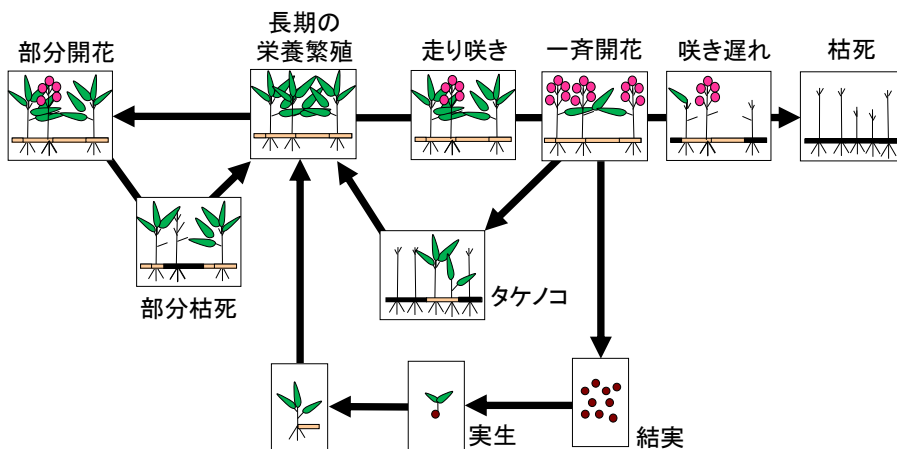 部分開花
長期の
栄養繁殖
走り咲き
一斉開花
咲き遅れ
枯死
部分枯死
タケノコ
実生
結実